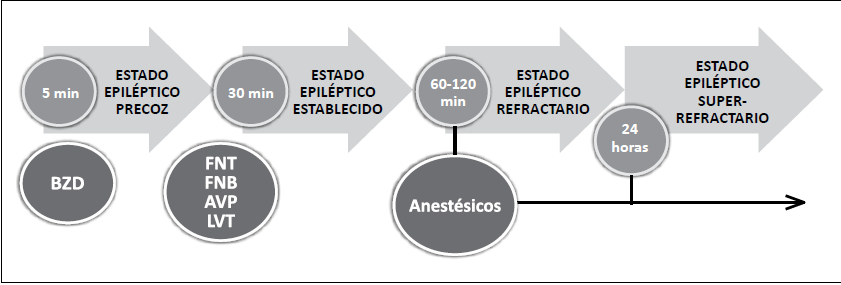 5 min
ESTADO
EPILÉPTICO
PRECOZ
30 min
ESTADO
EPILÉPTICO
ESTABLECIDO
60-120
min
ESTADO
EPILÉPTICO
REFRACTARIO
24
horas
ESTADO
EPILÉPTICO
SUPER-
REFRACTARIO
BZD
FNT
FNB
AVP
LVT
Anestésicos